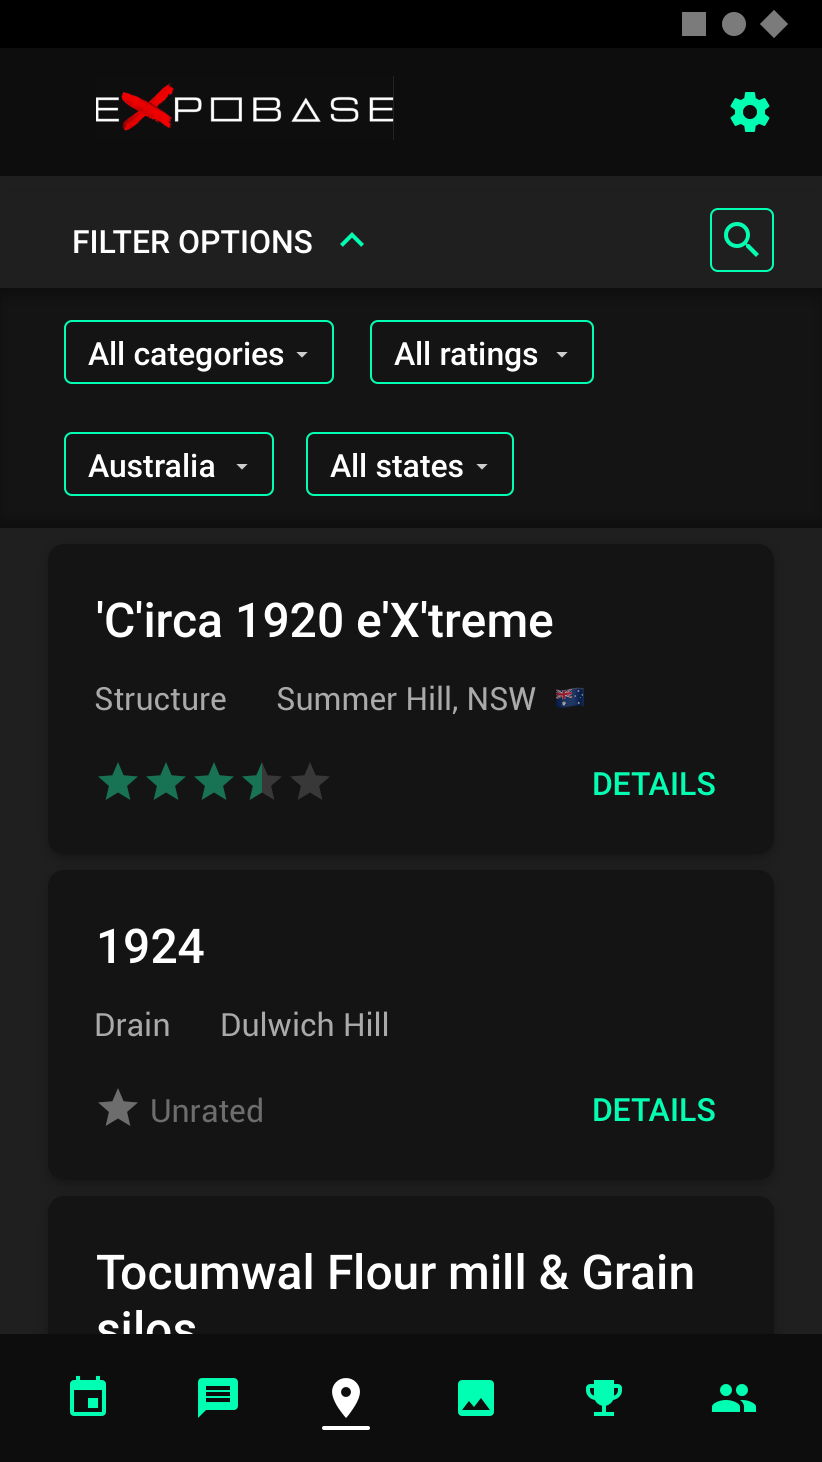 EXPOBASE
FILTER OPTIONS
All categories
All ratings
Australia
All states
'C'irca 1920 e'X'treme
Structure Summer Hill, NSW
DETAILS
1924
Drain Dulwich Hill
Unrated
DETAILS
Tocumwal Flour mill & Grain
silos